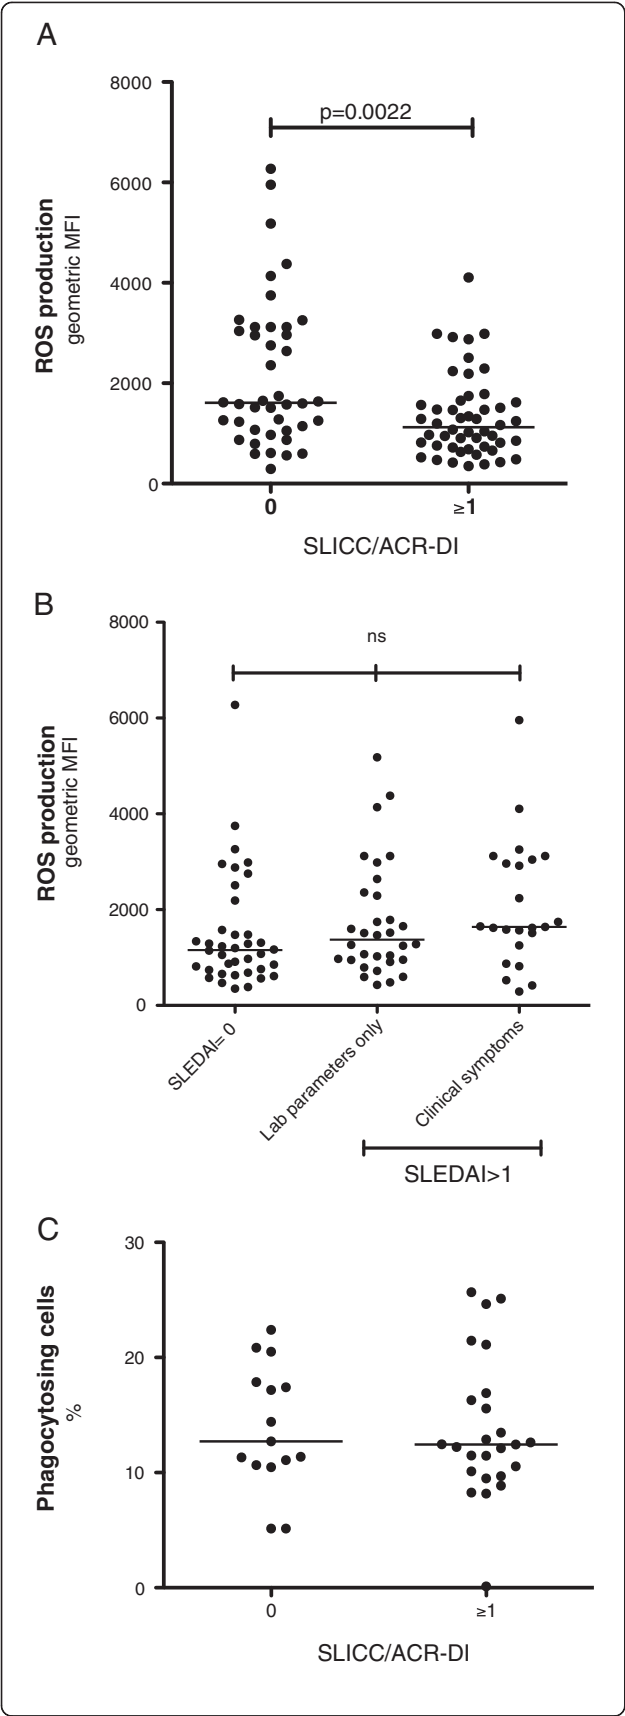 A
8000
p=0.0022
6000
4000
2000
0
ROS production
geometric MFI
0
≥1
SLICC/ACR-DI
B
8000
ns
6000
4000
2000
0
ROS production
geometric MFI
SLEDAI= 0
Lab parameters only
Clinical symptoms
SLEDAI>1
C
30
20
10
0
Phagocytosing cells
%
0
≥1
SLICC/ACR-DI